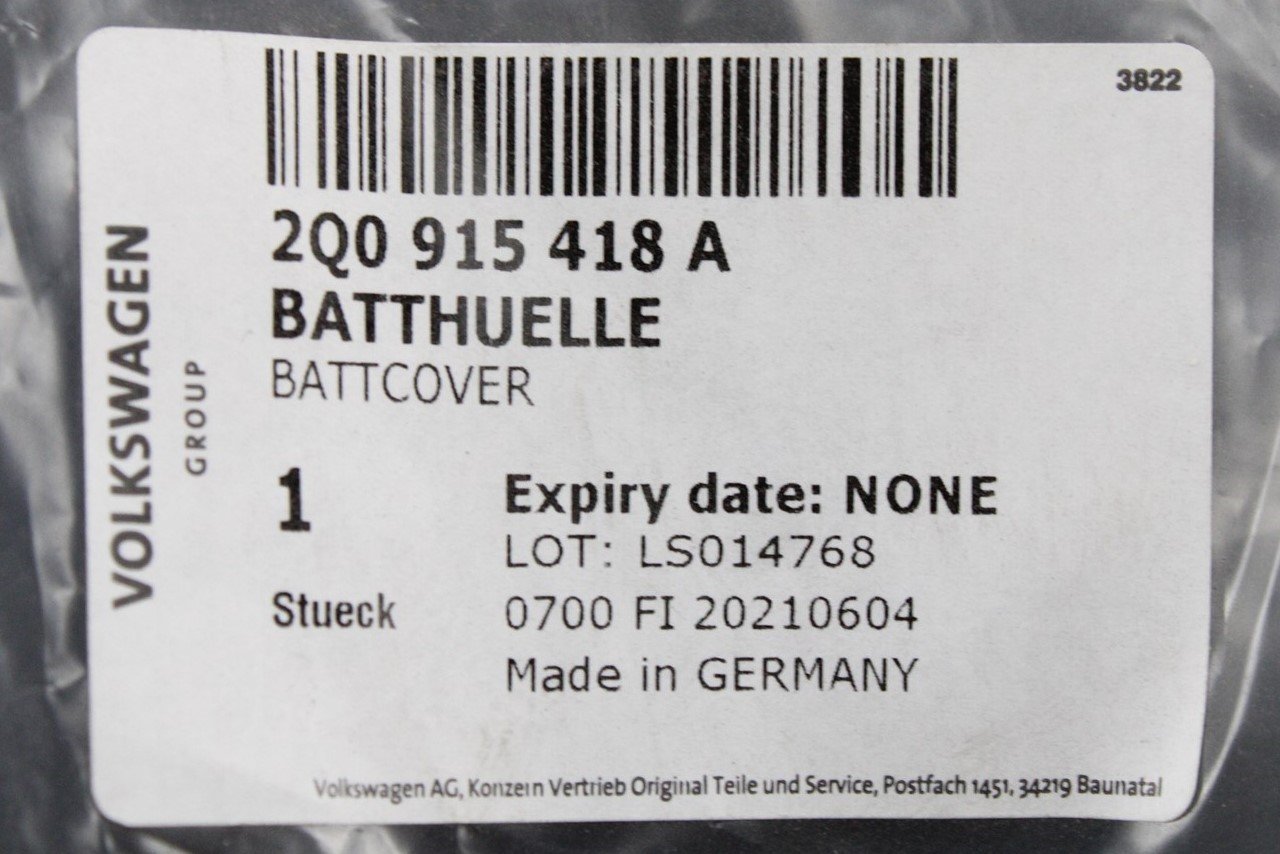 3822
2Q0 915 418 A
BATTHUELLE
BATTCOVER
VOLKSWAGEN
GROUP
1
Expiry date: NONE
LOT: LS014768
Stueck
0700 FI 20210604
Made in GERMANY
Volkswagen AG, Konzern Vertrieb Original Teile und Service, Postfach 1451, 34219 Baunatal